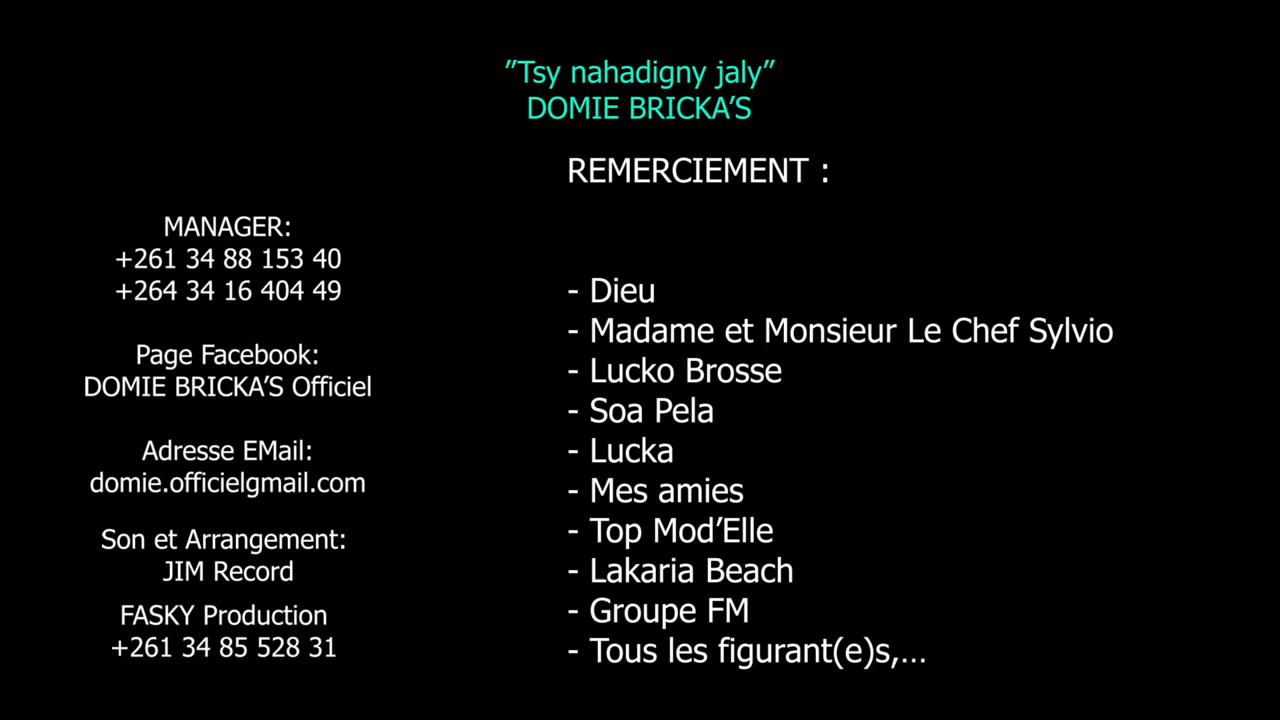 ”Tsy nahadigny jaly”
DOMIE BRICKA’S
REMERCIEMENT :
MANAGER:
+261 34 88 153 40
+264 34 16 404 49
Page Facebook:
DOMIE BRICKA’S Officiel
Adresse EMail:
domie.officielgmail.com
Son et Arrangement:
JIM Record
FASKY Production
+261 34 85 528 31
- Dieu
- Madame et Monsieur Le Chef Sylvio
- Lucko Brosse
- Soa Pela
- Lucka
- Mes amies
- Top Mod’Elle
- Lakaria Beach
- Groupe FM
- Tous les figurant(e)s,...